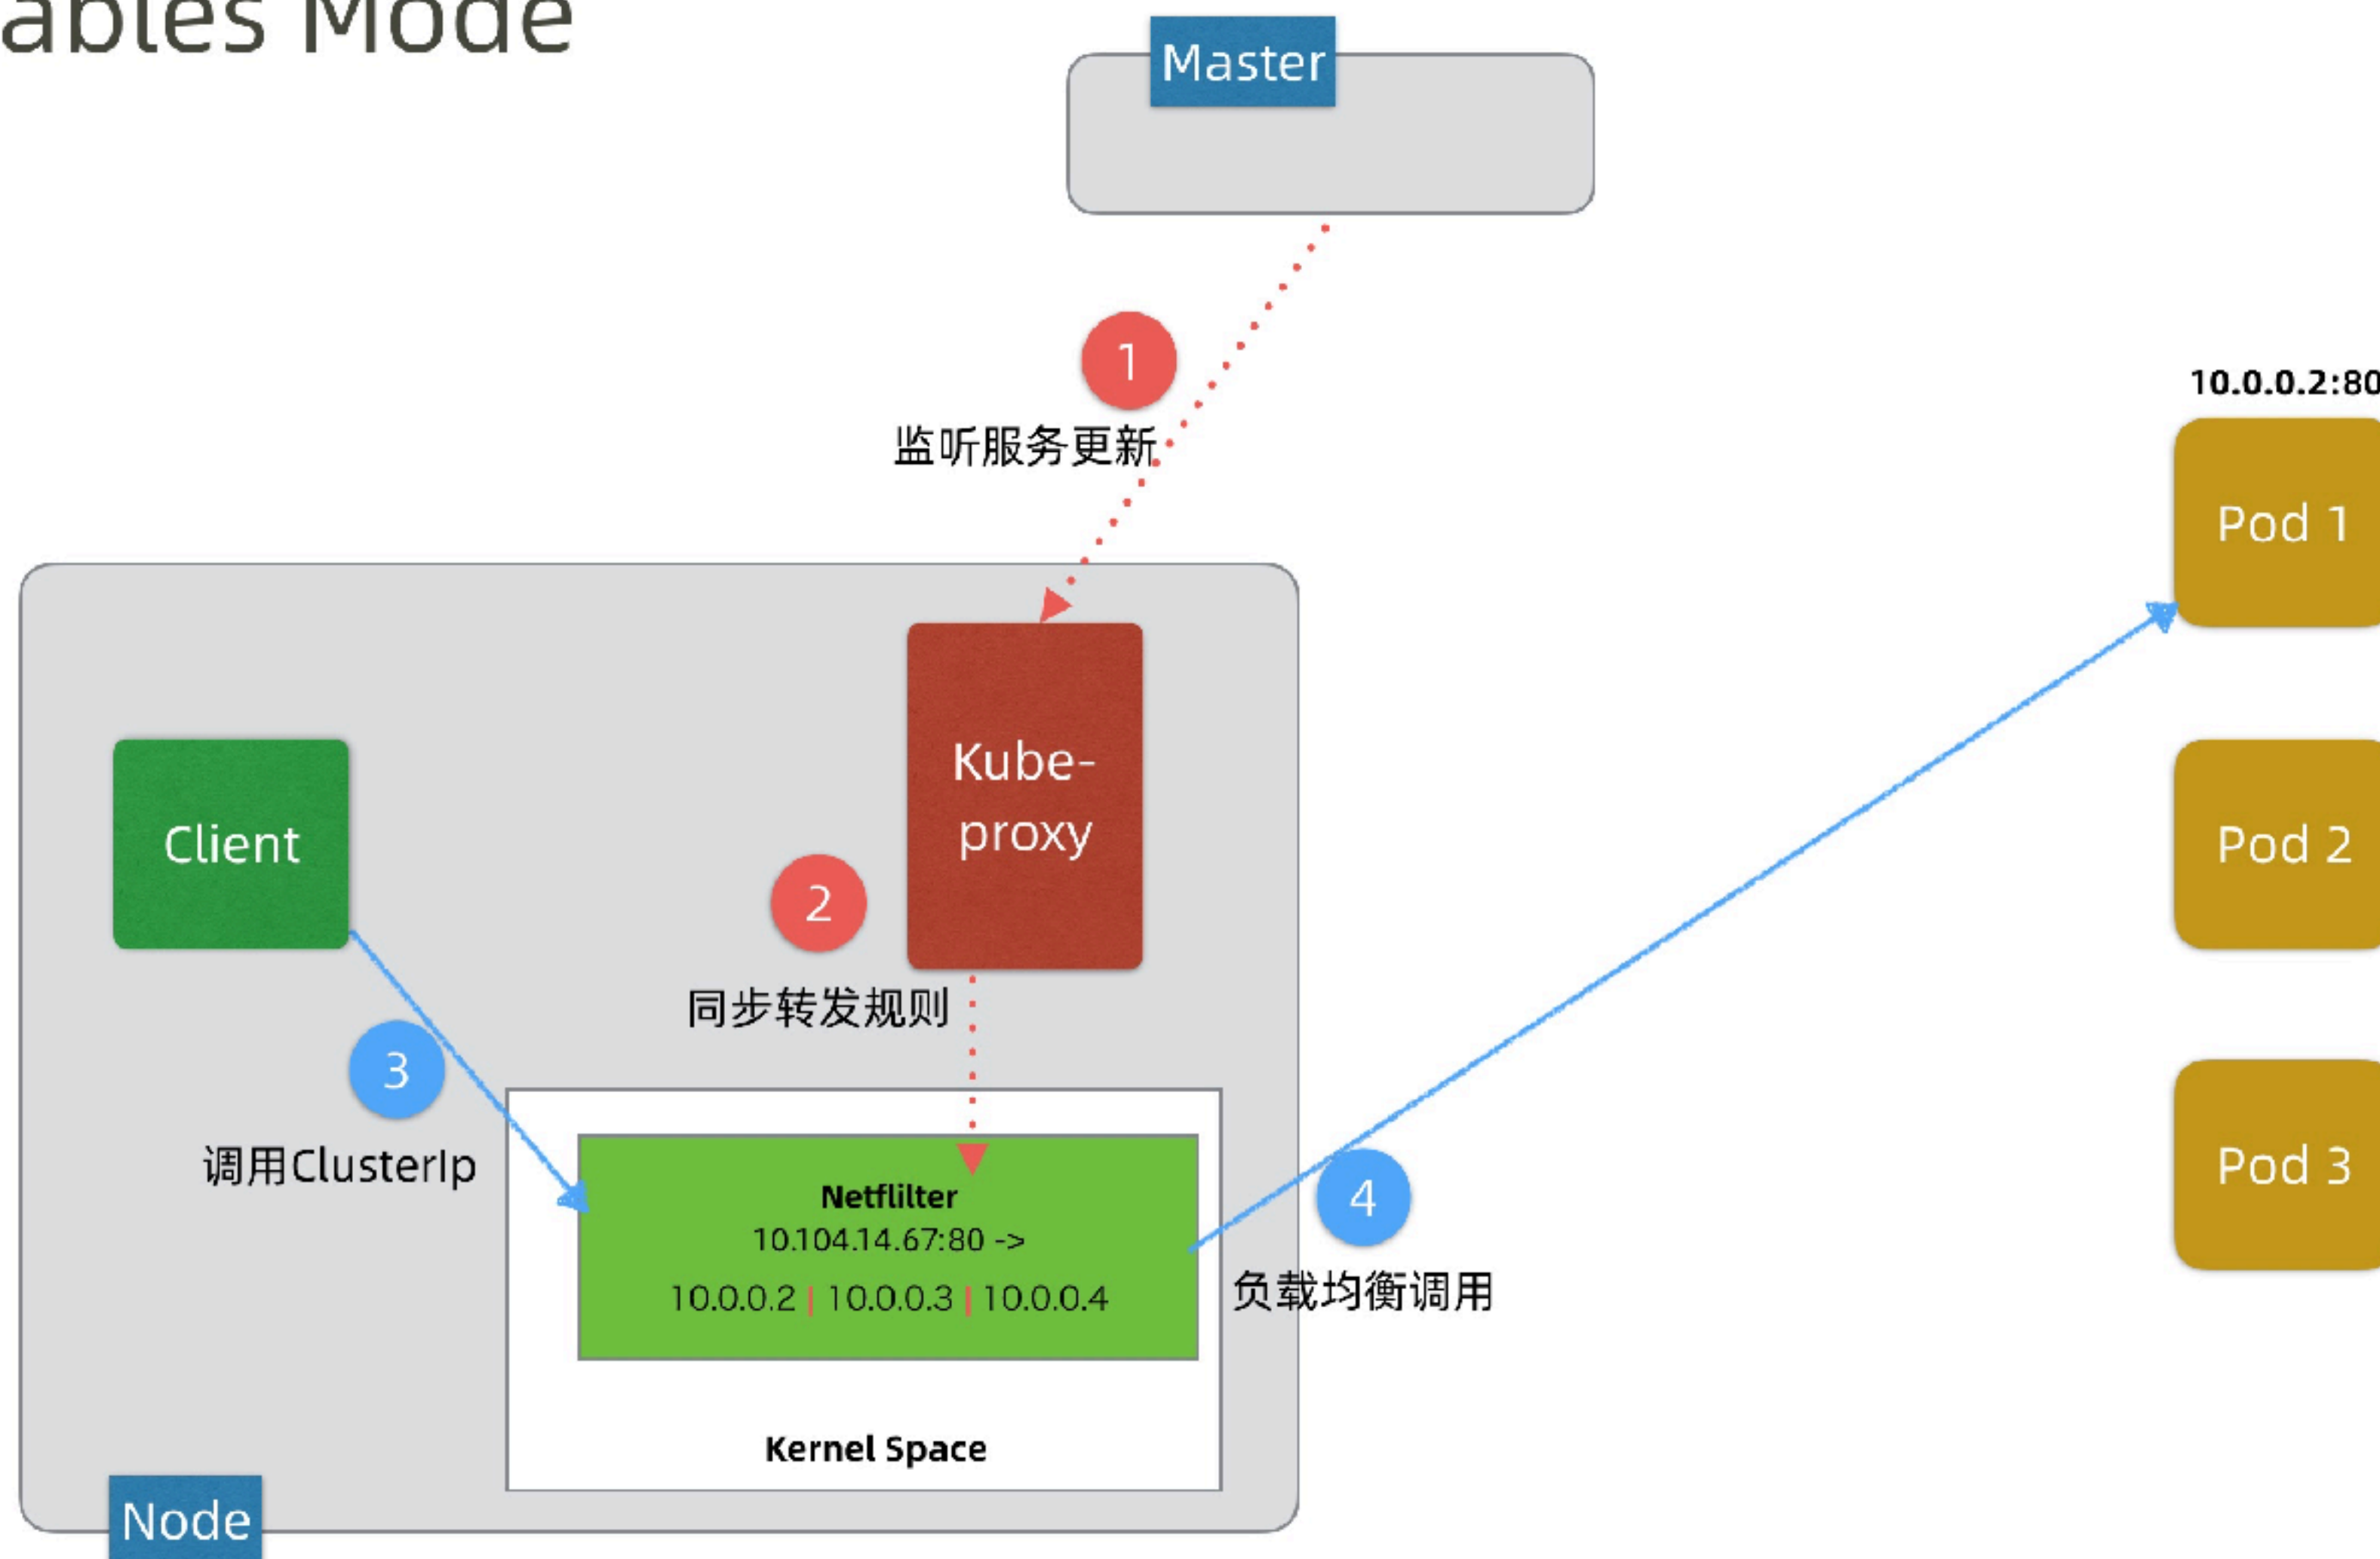 ables Mode
Master
1
监听服务更新
10.0.0.2:80
Pod 1
Kube-
proxy
Client
Pod 2
2
同步转发规则
3
调用ClusterIp
Netflilter
10.104.14.67:80 ->
10.0.0.2 | 10.0.0.3 | 10.0.0.4
4
负载均衡调用
Pod 3
Kernel Space
Node